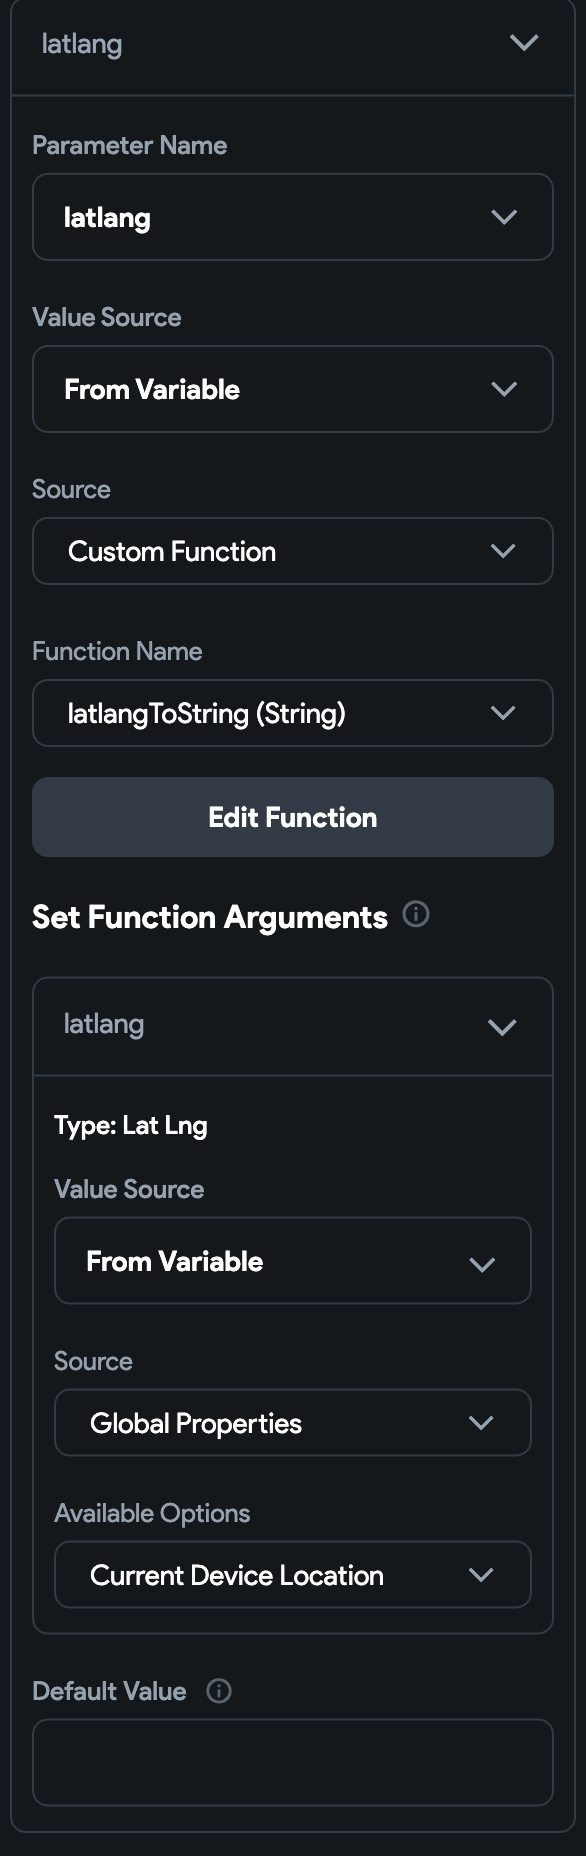 latlang
Parameter Name
latlang
Value Source
From Variable
Source
Custom Function
Function Name
latlangToString (String)
Edit Function
Set Function Arguments
latlang
Type: Lat Lng
Value Source
From Variable
Source
Global Properties
Available Options
Current Device Location
Default Value